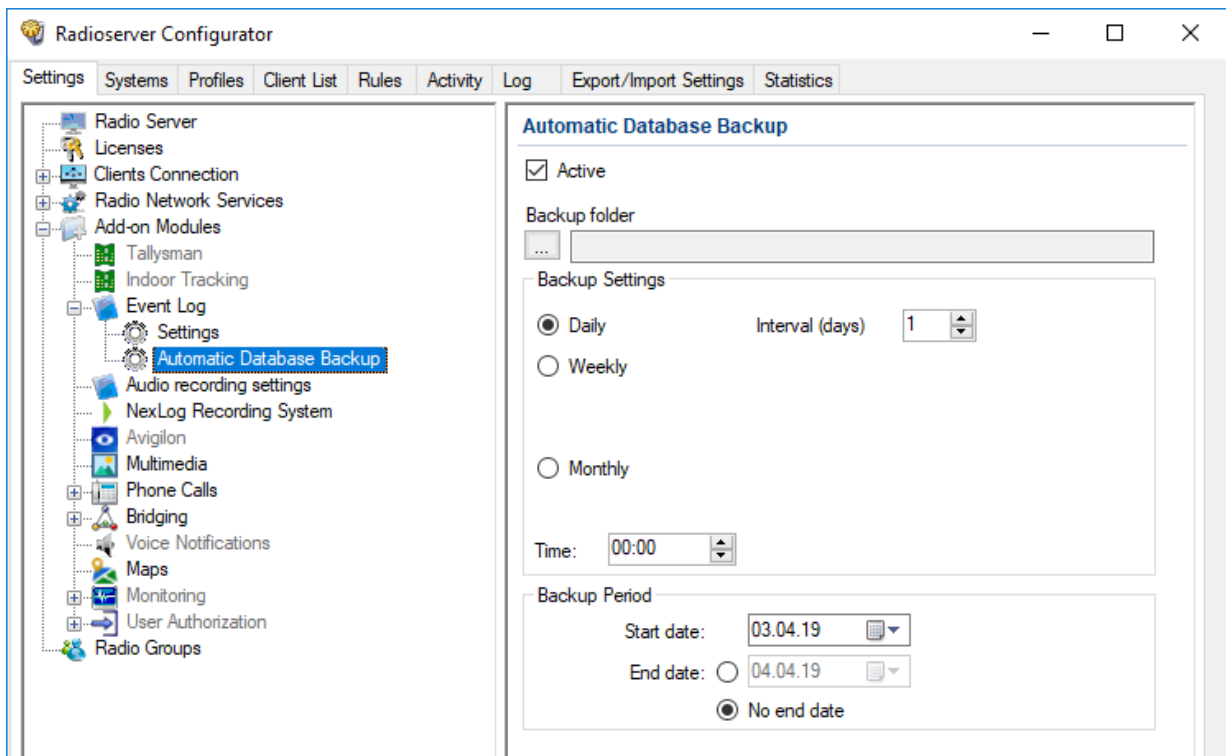 Radioserver Configurator
Settings Systems Profiles Client List Rules Activity Log Export/Import Settings Statistics
Radio Server
Licenses
Clients Connection
Radio Network Services
Add-on Modules
Tallysman
Indoor Tracking
Event Log
Settings
Automatic Database Backup
Audio recording settings
NexLog Recording System
Avigilon
Multimedia
Phone Calls
Bridging
Voice Notifications
Maps
Monitoring
User Authorization
Radio Groups
Automatic Database Backup
Active
Backup folder
...
Backup Settings
Daily Interval (days) 1
Weekly
Monthly
Time: 00:00
Backup Period
Start date: 03.04.19
End date: 04.04.19
No end date